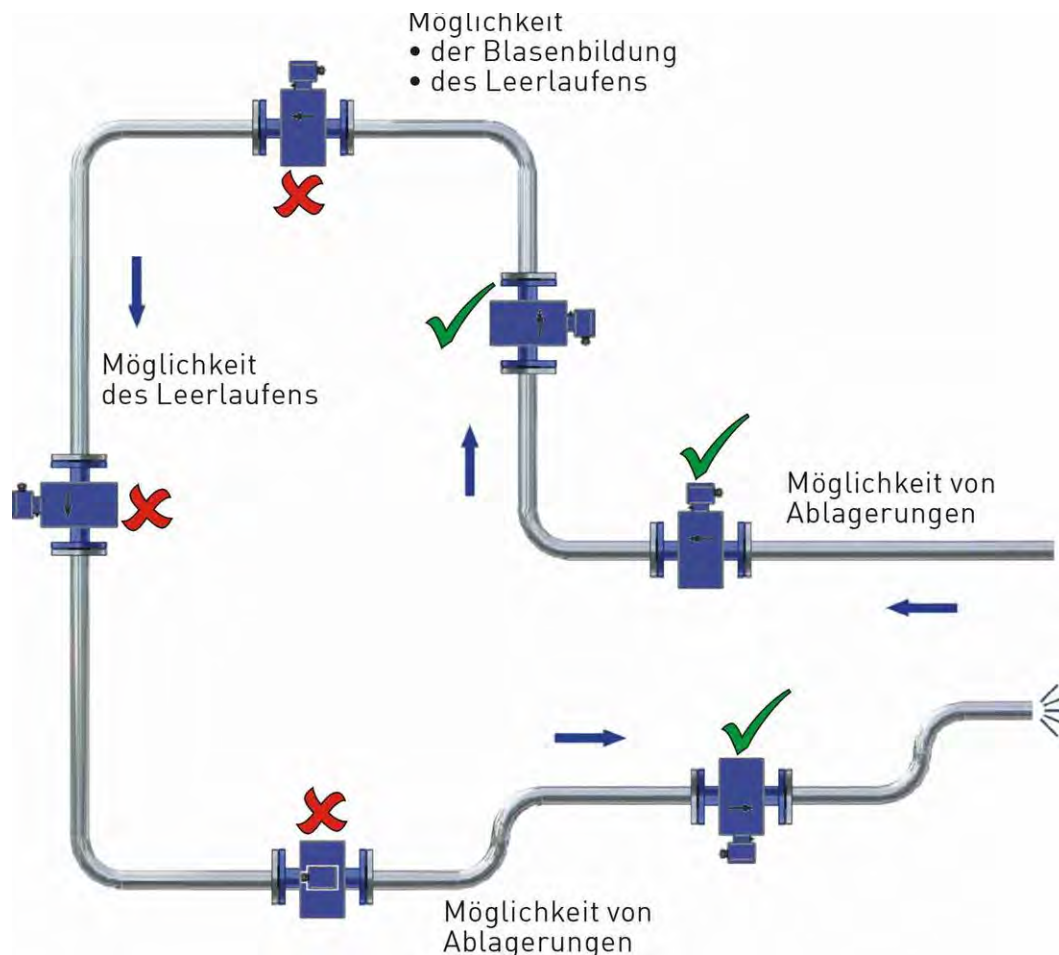 Möglichkeit
• der Blasenbildung
• des Leerlaufens
Möglichkeit
des Leerlaufens
Möglichkeit von
Ablagerungen
Möglichkeit von
Ablagerungen